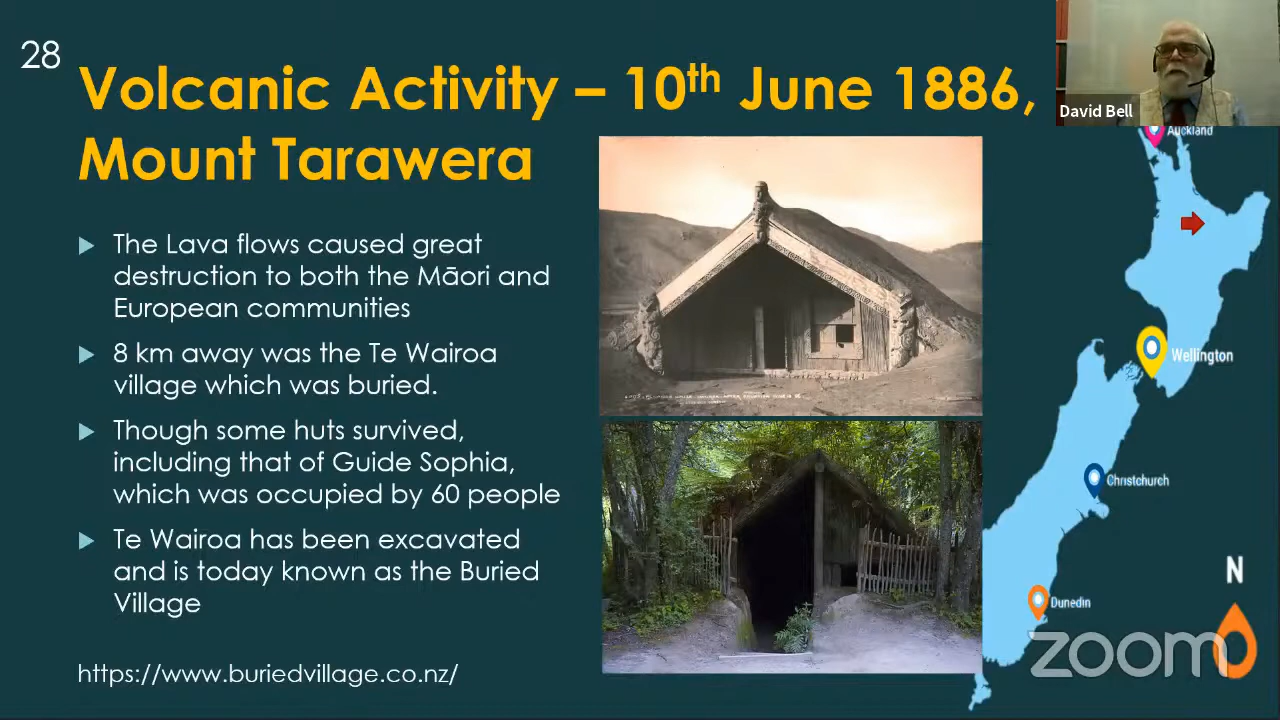 28
Volcanic Activity – 10th June 1886,
Mount Tarawera
The Lava flows caused great
destruction to both the Māori and
European communities
8 km away was the Te Wairoa
village which was buried.
Though some huts survived,
including that of Guide Sophia,
which was occupied by 60 people
Te Wairoa has been excavated
and is today known as the Buried
Village
https://www.buriedvillage.co.nz/
David Bell
Auckland
Wellington
Christchurch
Dunedin
N
zoom